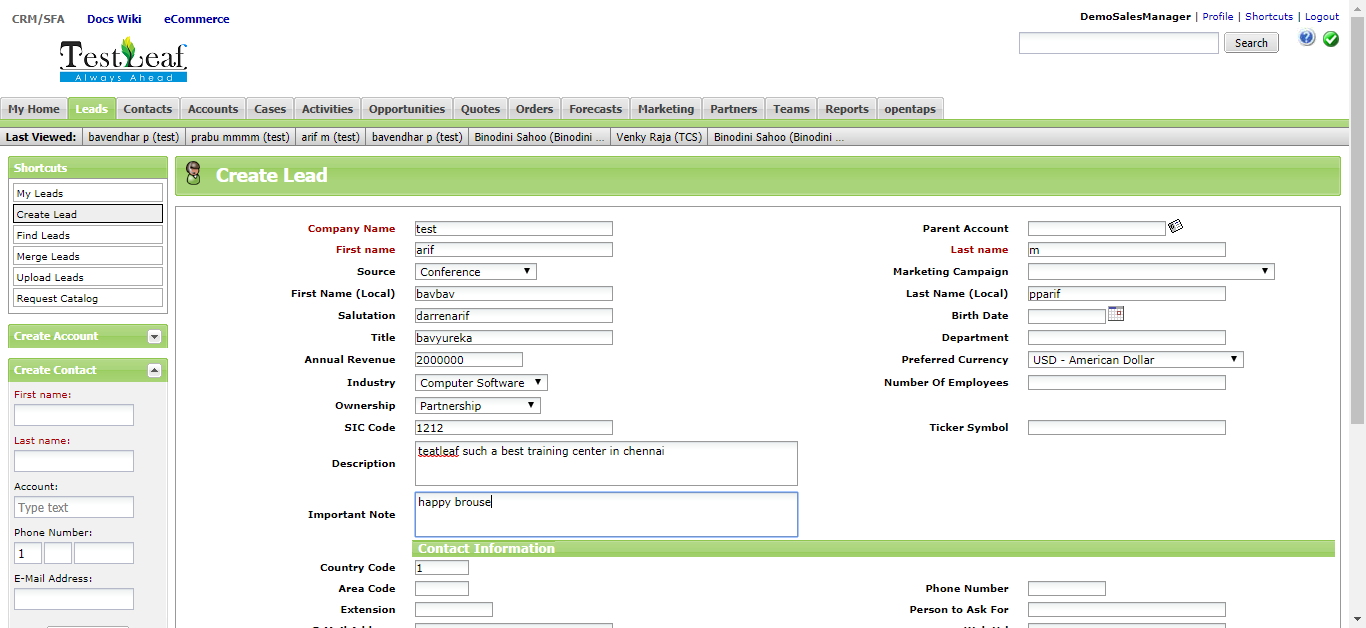 CRM/SFA Docs Wiki eCommerce
DemoSalesManager | Profile | Shortcuts | Logout
TestLeaf
Always Ahead
Search
My Home Leads Contacts Accounts Cases Activities Opportunities Quotes Orders Forecasts Marketing Partners Teams Reports opentaps
Last Viewed: bavendhar p (test) prabu mmmm (test) arif m (test) bavendhar p (test) Binodini Sahoo (Binodini ... Venky Raja (TCS) Binodini Sahoo (Binodini ...
Shortcuts
My Leads
Create Lead
Find Leads
Merge Leads
Upload Leads
Request Catalog
Create Account
Create Contact
First name:
Last name:
Account:
Type text
Phone Number:
1
E-Mail Address:
Create Lead
Company Name test Parent Account
First name arif Last name m
Source Conference Marketing Campaign
First Name (Local) bavbav Last Name (Local) pparif
Salutation darrenarif Birth Date
Title bavyureka Department
Annual Revenue 2000000 Preferred Currency USD - American Dollar
Industry Computer Software Number Of Employees
Ownership Partnership
SIC Code 1212 Ticker Symbol
Description teatleaf such a best training center in chennai
Important Note happy brouse
Contact Information
Country Code 1
Area Code Phone Number
Extension Person to Ask For